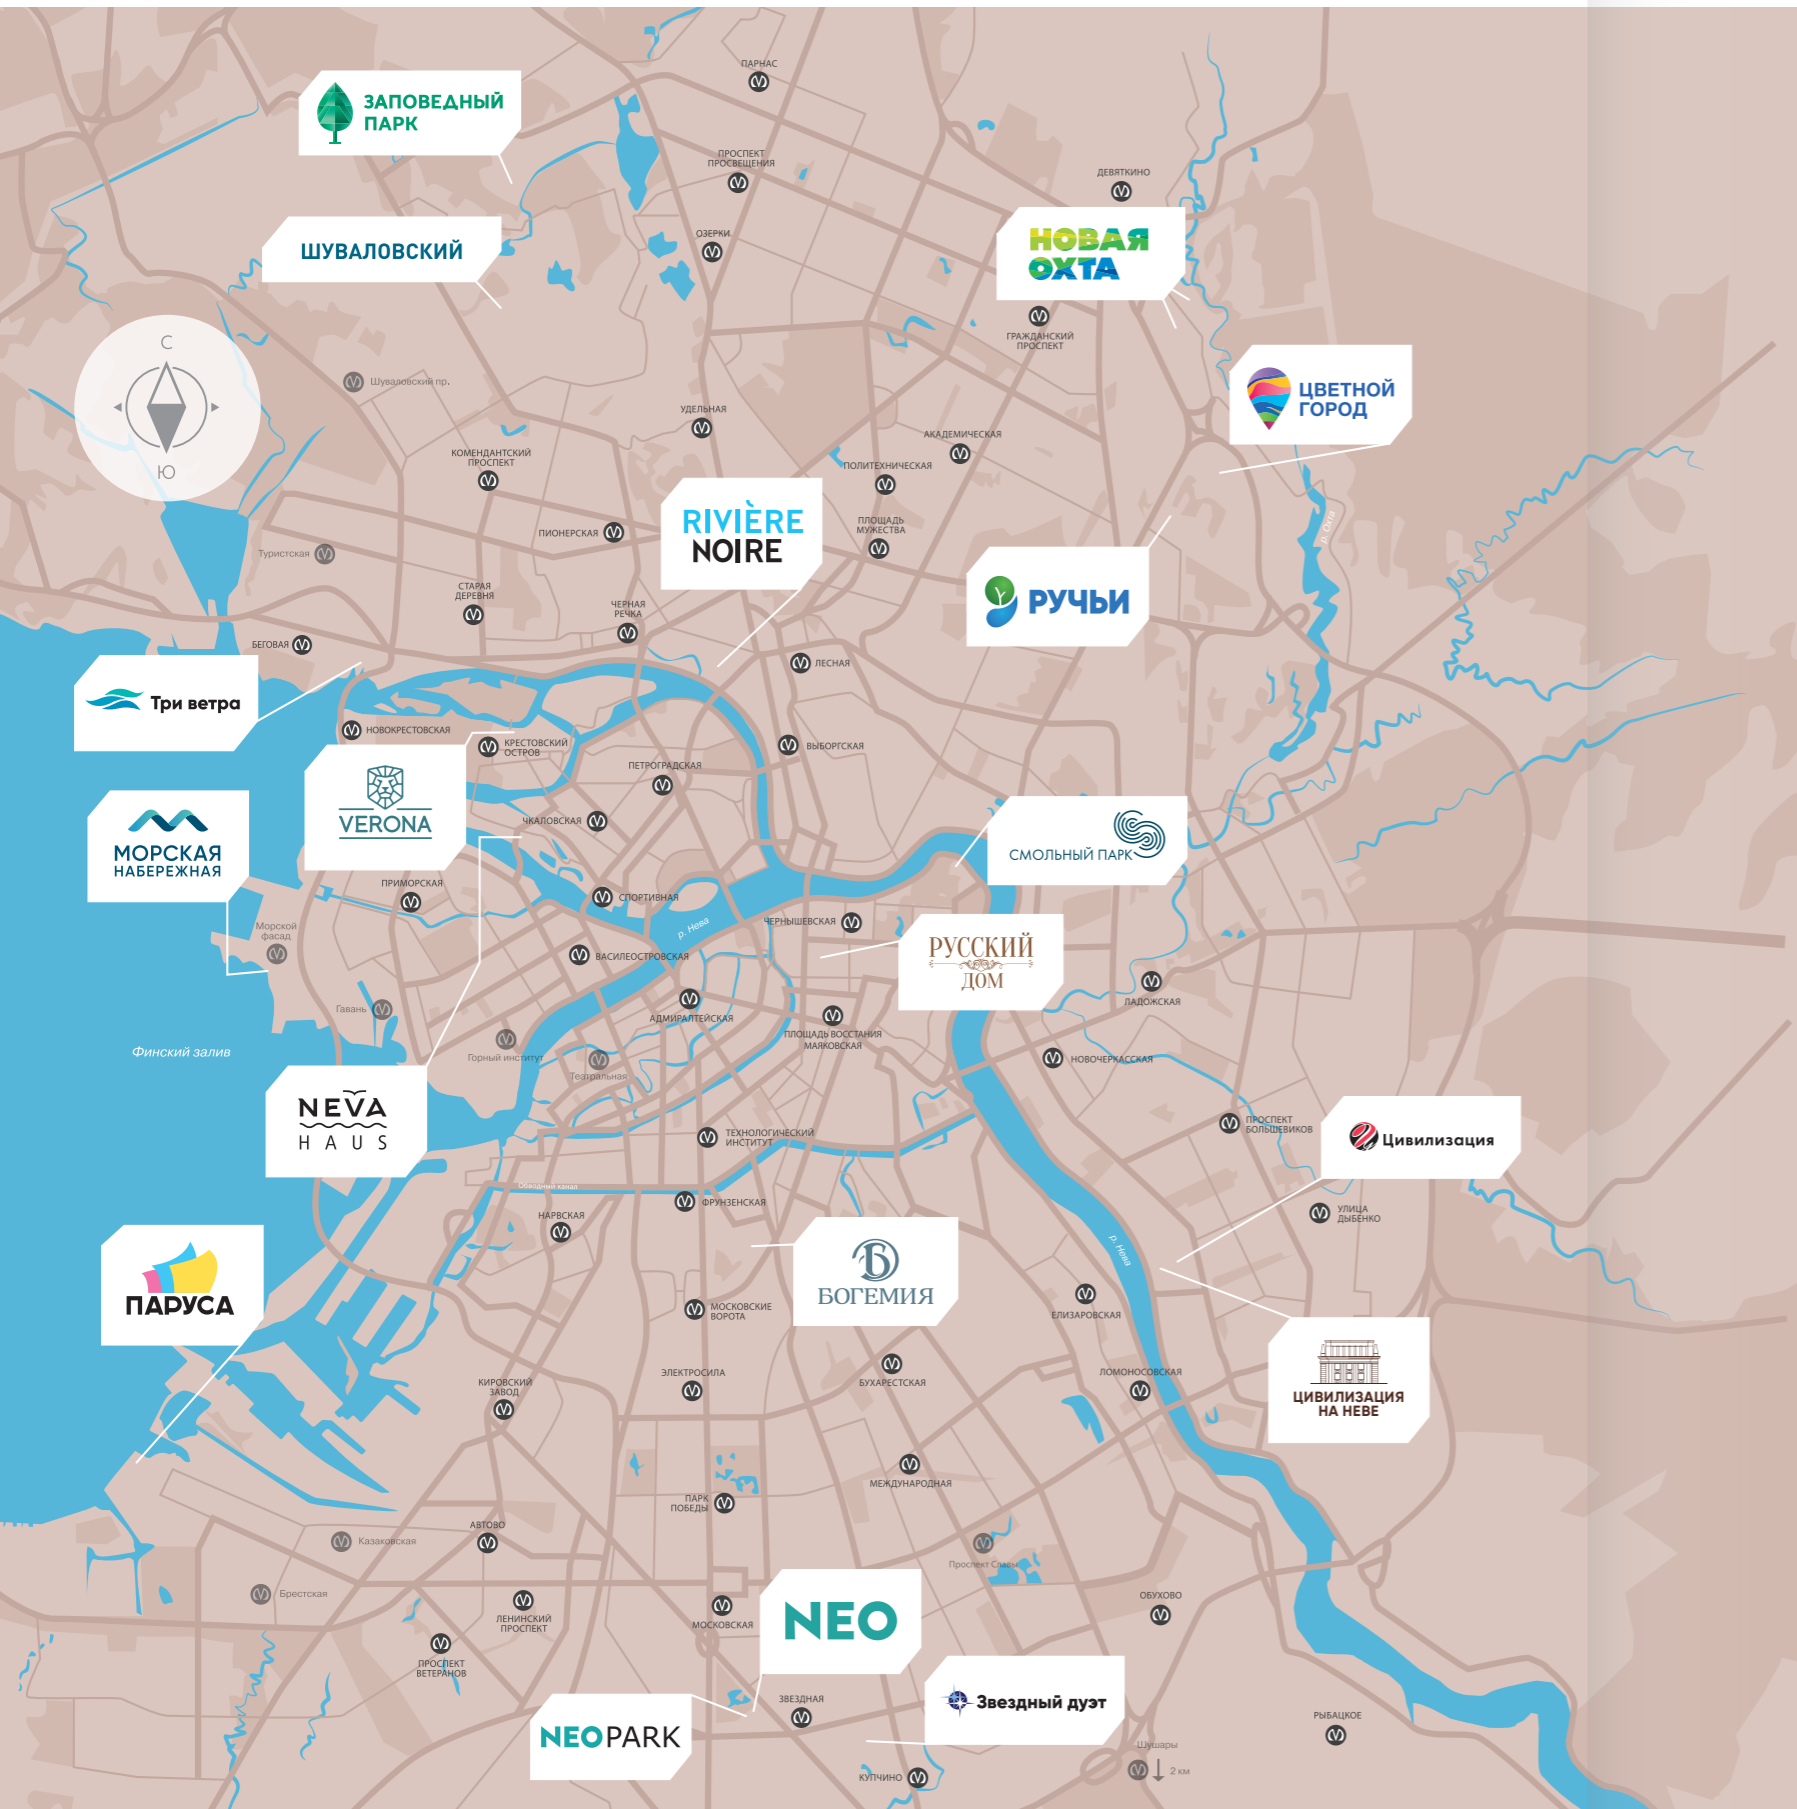 ПАРНАС
ЗАПОВЕДНЫЙ
ПАРК
ПРОСПЕКТ
ПРОСВЕЩЕНИЯ
ДЕВЯТКИНО
ШУВАЛОВСКИЙ
ОЗЕРКИ
НОВАЯ
ОХТА
ГРАЖДАНСКИЙ
ПРОСПЕКТ
С
Ю
Шуваловский пр.
ЦВЕТНОЙ
ГОРОД
УДЕЛЬНАЯ
АКАДЕМИЧЕСКАЯ
КОМЕНДАНТСКИЙ
ПРОСПЕКТ
ПОЛИТЕХНИЧЕСКАЯ
RIVIÈRE
NOIRE
ПИОНЕРСКАЯ
ПЛОЩАДЬ
МУЖЕСТВА
р. Охта
Туристская
СТАРАЯ
ДЕРЕВНЯ
ЧЕРНАЯ
РЕЧКА
РУЧЬИ
БЕГОВАЯ
ЛЕСНАЯ
Три ветра
НОВОКРЕСТОВСКАЯ
КРЕСТОВСКИЙ
ОСТРОВ
ВЫБОРГСКАЯ
ПЕТРОГРАДСКАЯ
VERONA
ЧКАЛОВСКАЯ
МОРСКАЯ
НАБЕРЕЖНАЯ
СМОЛЬНЫЙ ПАРК
ПРИМОРСКАЯ
СПОРТИВНАЯ
Морской
фасад
р. Нева
ЧЕРНЫШЕВСКАЯ
РУССКИЙ
ДОМ
ВАСИЛЕОСТРОВСКАЯ
ЛАДОЖСКАЯ
Гавань
АДМИРАЛТЕЙСКАЯ
ПЛОЩАДЬ ВОССТАНИЯ
МАЯКОВСКАЯ
Финский залив
Горный институт
Театральная
НОВОЧЕРКАССКАЯ
NEVA
HAUS
ТЕХНОЛОГИЧЕСКИЙ
ИНСТИТУТ
ПРОСПЕКТ
БОЛЬШЕВИКОВ
Цивилизация
Обводный канал
ФРУНЗЕНСКАЯ
НАРВСКАЯ
УЛИЦА
ДЫБЕНКО
р. Нева
ПАРУСА
Б
БОГЕМИЯ
МОСКОВСКИЕ
ВОРОТА
ЕЛИЗАРОВСКАЯ
ЭЛЕКТРОСИЛА
КИРОВСКИЙ
ЗАВОД
БУХАРЕСТСКАЯ
ЛОМОНОСОВСКАЯ
ЦИВИЛИЗАЦИЯ
НА НЕВЕ
МЕЖДУНАРОДНАЯ
ПАРК
ПОБЕДЫ
АВТОВО
Казаковская
Проспект Славы
Брестская
ЛЕНИНСКИЙ
ПРОСПЕКТ
МОСКОВСКАЯ
NEO
ОБУХОВО
ПРОСПЕКТ
ВЕТЕРАНОВ
ЗВЕЗДНАЯ
Звездный дуэт
NEOPARK
РЫБАЦКОЕ
Шушары
2 км
КУПЧИНО